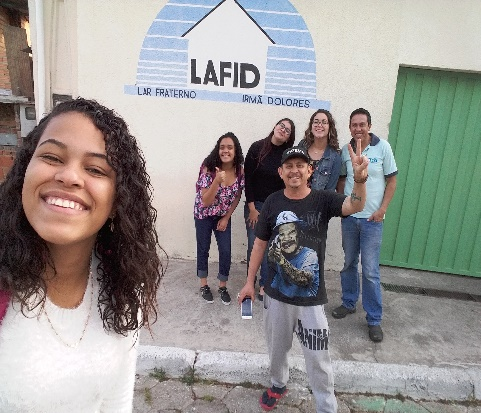 LAFID
LAR FRATERNO IRMÃ DOLORES